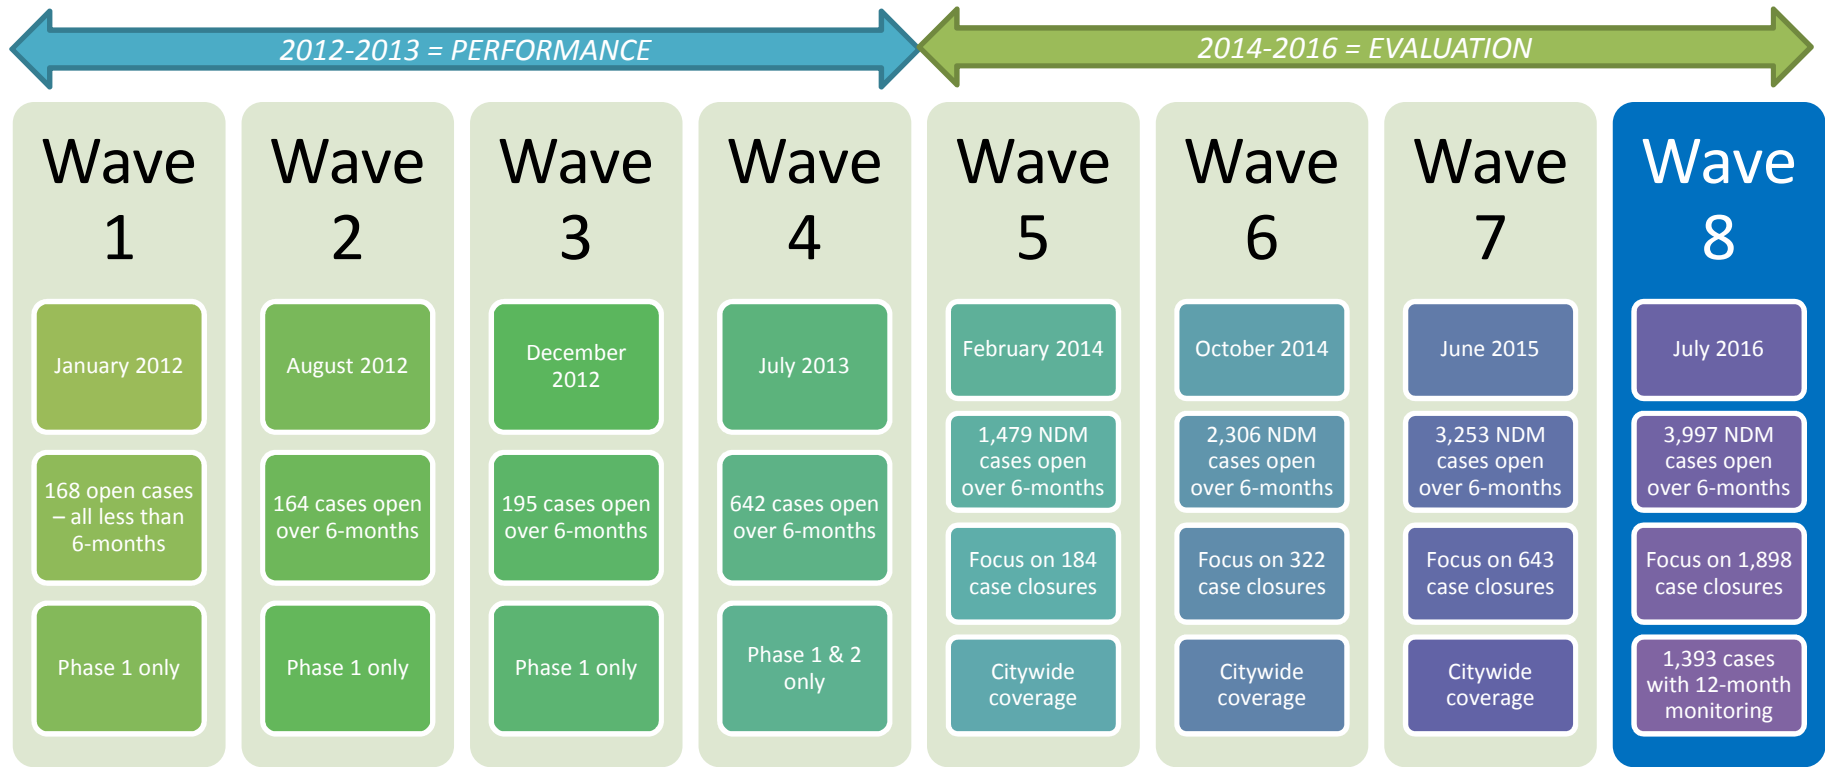 2012-2013 = PERFORMANCE
2014-2016 = EVALUATION
Wave
1
January 2012
168 open cases
– all less than
6-months
Phase 1 only
Wave
2
August 2012
164 cases open
over 6-months
Phase 1 only
Wave
3
December
2012
195 cases open
over 6-months
Phase 1 only
Wave
4
July 2013
642 cases open
over 6-months
Phase 1 & 2
only
Wave
5
February 2014
1,479 NDM
cases open
over 6-months
Focus on 184
case closures
Citywide
coverage
Wave
6
October 2014
2,306 NDM
cases open
over 6-months
Focus on 322
case closures
Citywide
coverage
Wave
7
June 2015
3,253 NDM
cases open
over 6-months
Focus on 643
case closures
Citywide
coverage
Wave
8
July 2016
3,997 NDM
cases open
over 6-months
Focus on 1,898
case closures
1,393 cases
with 12-month
monitoring